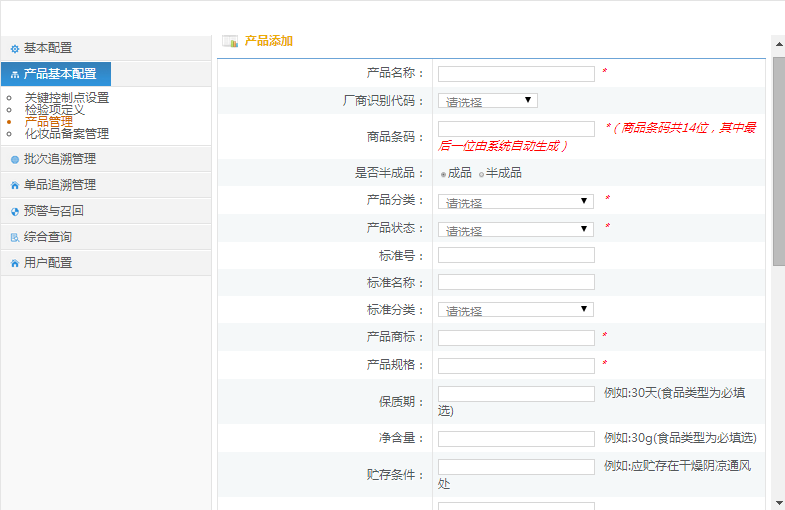 产品添加
基本配置
产品基本配置
关键控制点设置
检验项定义
产品管理
化妆品备案管理
批次追溯管理
单品追溯管理
预警与召回
综合查询
用户配置
产品名称： *
厂商识别代码： 请选择
商品条码： *（商品条码共14位，其中最
后一位由系统自动生成）
是否半成品： 成品 半成品
产品分类： 请选择 *
产品状态： 请选择 *
标准号：
标准名称：
标准分类： 请选择
产品商标： *
产品规格： *
保质期： 例如:30天(食品类型为必填
选)
净含量： 例如:30g(食品类型为必填选)
贮存条件： 例如:应贮存在干燥阴凉通风
处